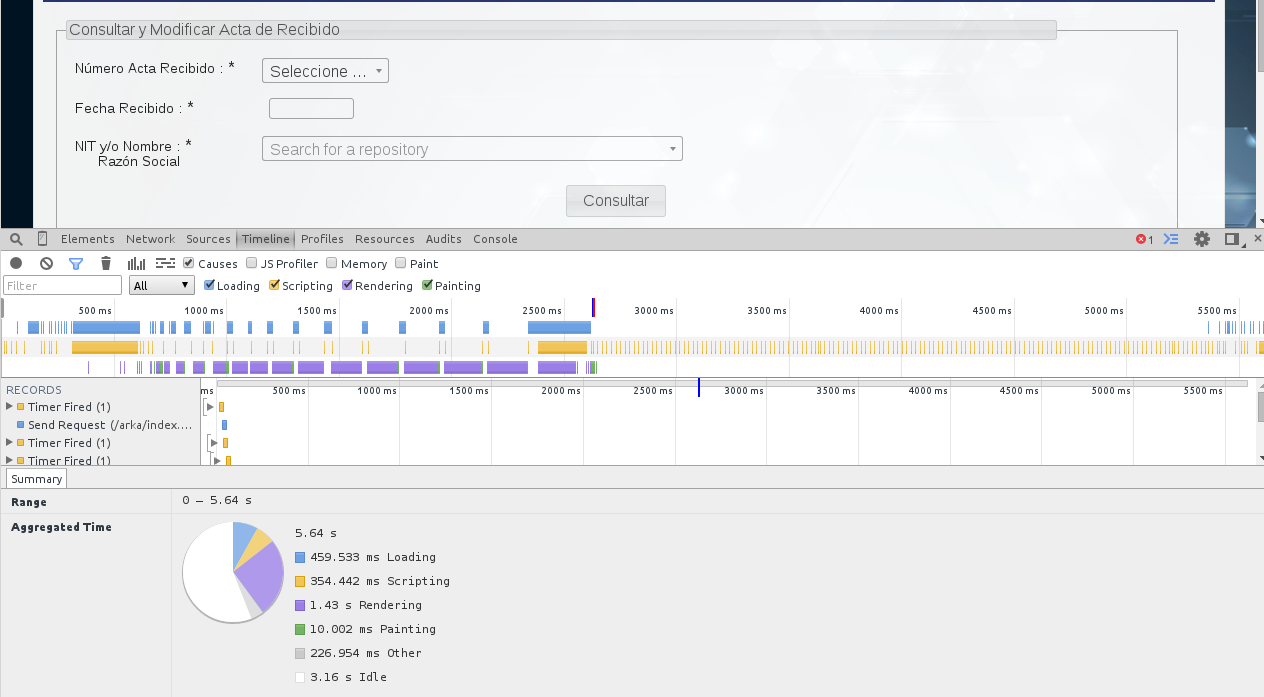 Consultar y Modificar Acta de Recibido
Número Acta Recibido : * Seleccione ...
Fecha Recibido : *
NIT y/o Nombre : * Search for a repository
Razón Social
Consultar
Elements Network Sources Timeline Profiles Resources Audits Console 1
Causes JS Profiler Memory Paint
Filter All Loading Scripting Rendering Painting
500 ms 1000 ms 1500 ms 2000 ms 2500 ms 3000 ms 3500 ms 4000 ms 4500 ms 5000 ms 5500 ms
RECORDS ms 500 ms 1000 ms 1500 ms 2000 ms 2500 ms 3000 ms 3500 ms 4000 ms 4500 ms 5000 ms 5500 ms
Timer Fired (1)
Send Request (/arka/index....
Timer Fired (1)
Timer Fired (1)
Summary
Range 0 – 5.64 s
Aggregated Time
5.64 s
459.533 ms Loading
354.442 ms Scripting
1.43 s Rendering
10.002 ms Painting
226.954 ms Other
3.16 s Idle